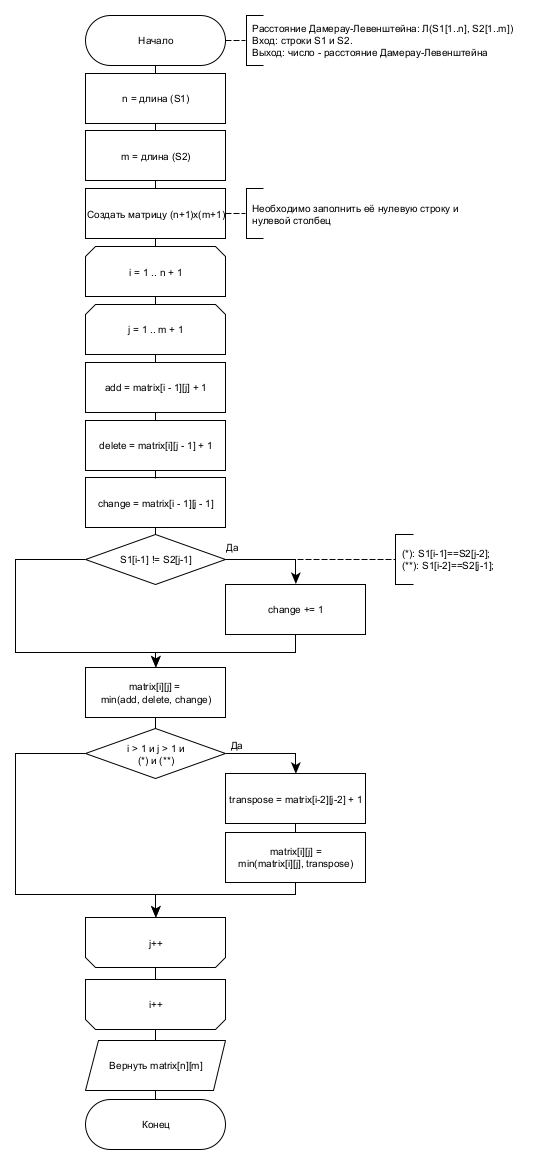 Начало
Расстояние Дамерау-Левенштейна: Л(S1[1..n], S2[1..m])
Вход: строки S1 и S2.
Выход: число - расстояние Дамерау-Левенштейна
n = длина (S1)
m = длина (S2)
Создать матрицу (n+1)x(m+1)
Необходимо заполнить её нулевую строку и
нулевой столбец
i = 1 .. n + 1
j = 1 .. m + 1
add = matrix[i - 1][j] + 1
delete = matrix[i][j - 1] + 1
change = matrix[i - 1][j - 1]
S1[i-1] != S2[j-1]
Да
(*): S1[i-1]==S2[j-2];
(**): S1[i-2]==S2[j-1];
change += 1
matrix[i][j] =
min(add, delete, change)
i > 1 и j > 1 и
(*) и (**)
Да
transpose = matrix[i-2][j-2] + 1
matrix[i][j] =
min(matrix[i][j], transpose)
j++
i++
Вернуть matrix[n][m]
Конец